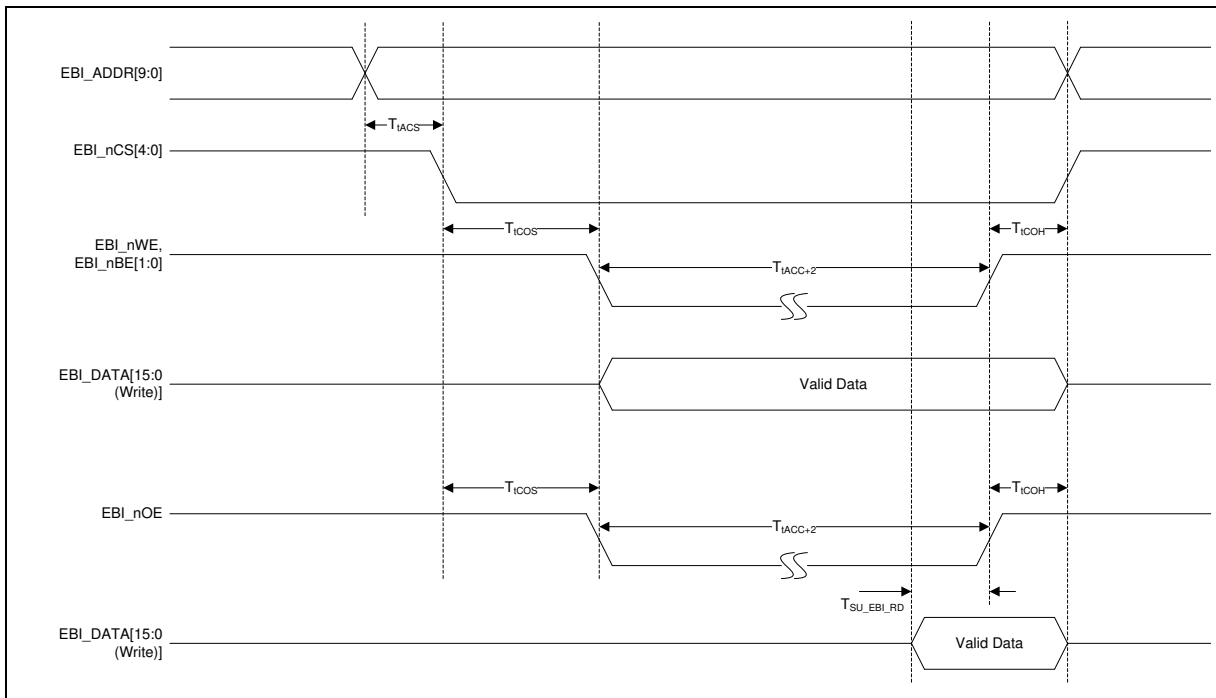 EBI_ADDR[9:0]
TtACS
EBI_nCS[4:0]
TtCOS
TtCOH
EBI_nWE,
EBI_nBE[1:0]
TtACC+2
EBI_DATA[15:0
(Write)]
Valid Data
TtCOS
TtCOH
EBI_nOE
TtACC+2
TSU_EBI_RD
EBI_DATA[15:0
(Write)]
Valid Data